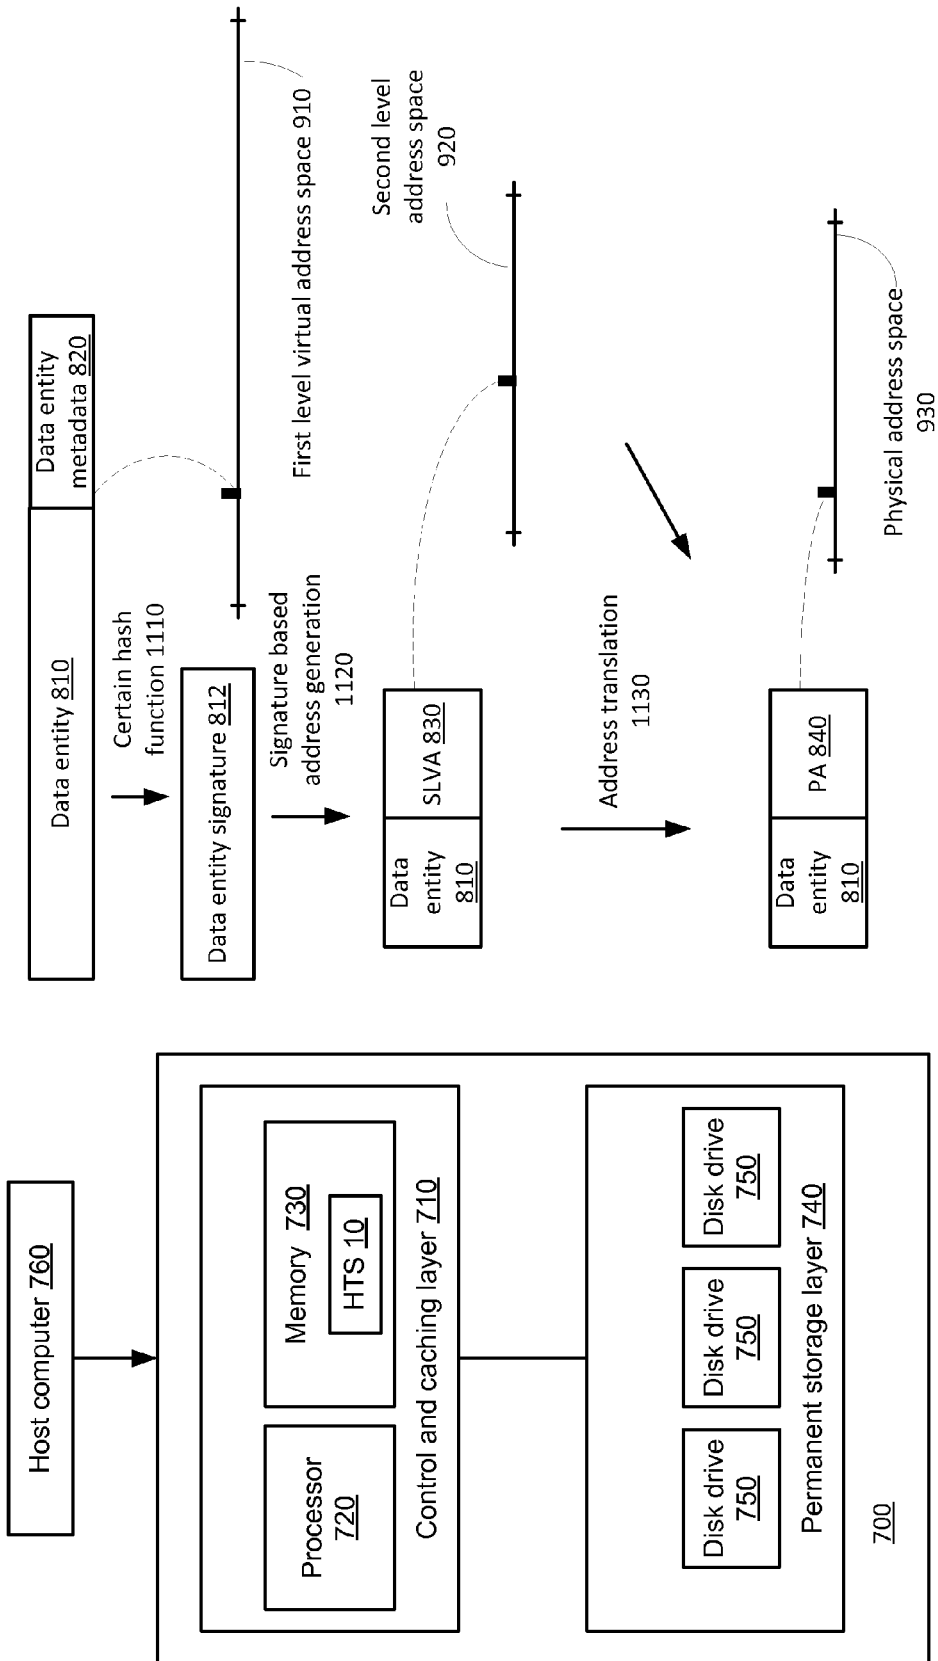 Host computer 760
Processor
720
Memory 730
HTS 10
Control and caching layer 710
Disk drive
750
Disk drive
750
Disk drive
750
Permanent storage layer 740
700
Data entity 810
Data entity
metadata 820
Certain hash
function 1110
Data entity signature 812
First level virtual address space 910
Signature based
address generation
1120
Data
entity
810
SLVA 830
Second level
address space
920
Address translation
1130
Data
entity
810
PA 840
Physical address space
930